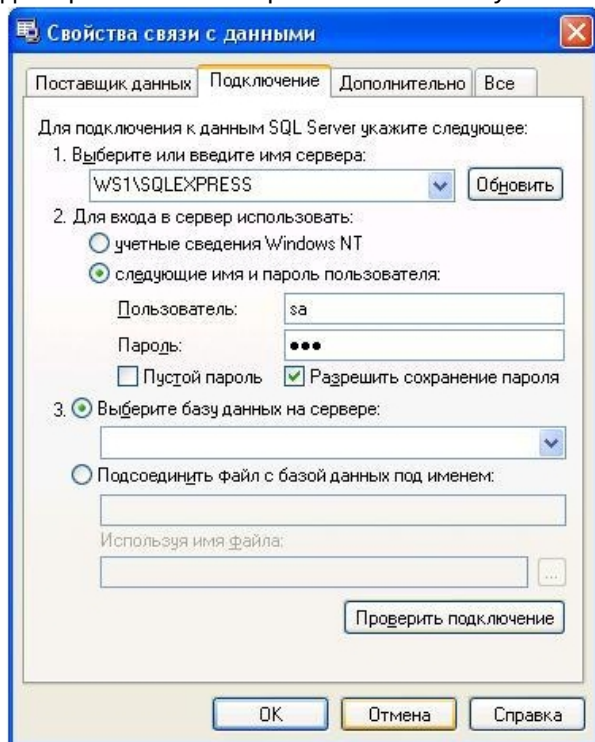 Свойства связи с данными
Поставщик данных Подключение Дополнительно Все
Для подключения к данным SQL Server укажите следующее:
1. Выберите или введите имя сервера:
WS1\SQLEXPRESS Обновить
2. Для входа в сервер использовать:
учетные сведения Windows NT
следующие имя и пароль пользователя:
Пользователь: sa
Пароль: ●●●
Пустой пароль Разрешить сохранение пароля
3. Выберите базу данных на сервере:
Подсоединить файл с базой данных под именем:
Используя имя файла:
...
Проверить подключение
OK Отмена Справка